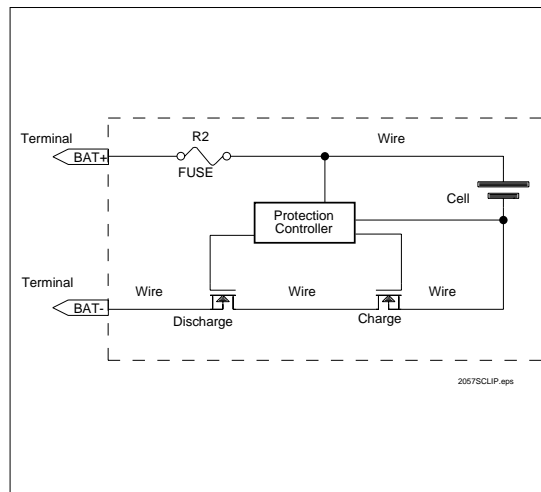 Terminal
BAT+
R2
FUSE
Wire
Cell
Protection
Controller
Terminal
BAT-
Wire
Wire
Wire
Discharge
Charge
2057SCLIP.eps